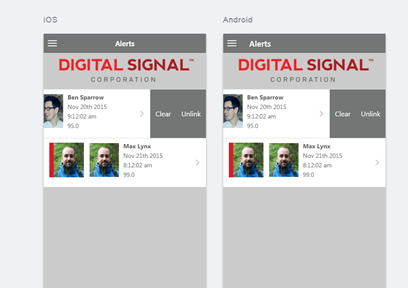 iOS
Alerts
DIGITAL SIGNAL™
CORPORATION
Ben Sparrow
Nov 20th 2015
9:12:02 am
95.0
Clear Unlink
Max Lynx
Nov 21th 2015
8:12:02 am
99.0
Android
Alerts
DIGITAL SIGNAL™
CORPORATION
Ben Sparrow
Nov 20th 2015
9:12:02 am
95.0
Clear Unlink
Max Lynx
Nov 21th 2015
8:12:02 am
99.0